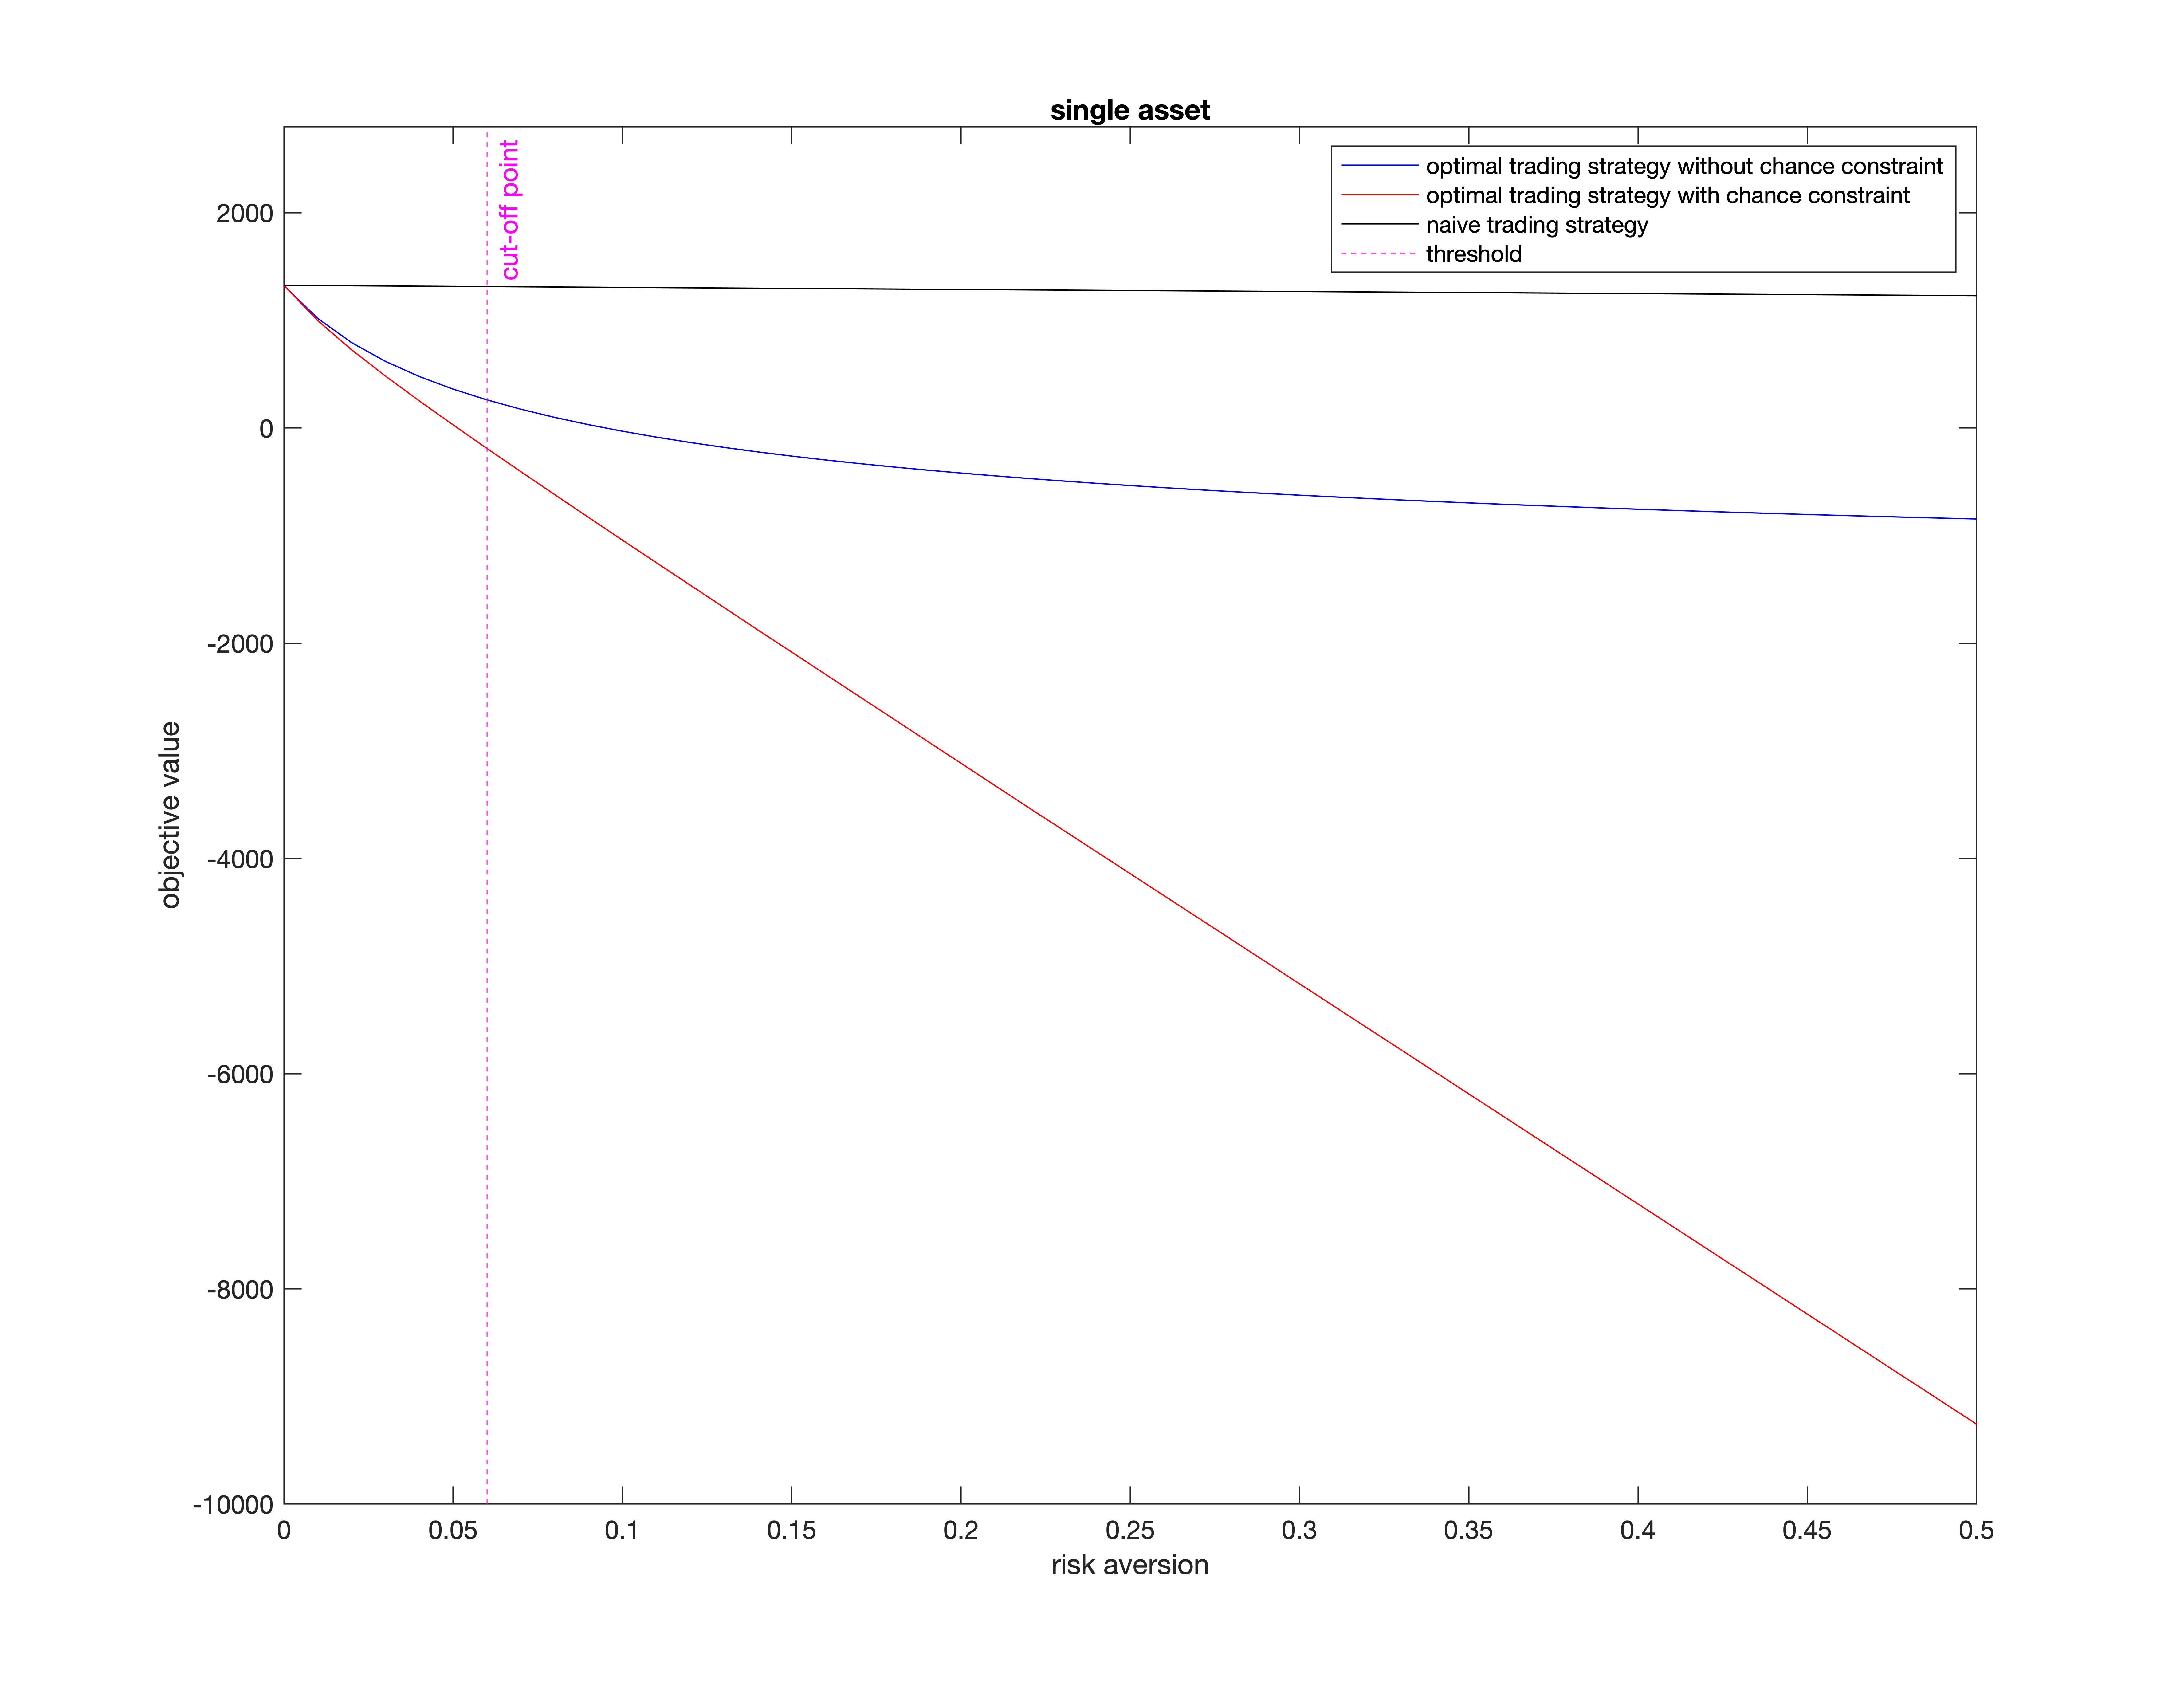 single asset
cut-off point
optimal trading strategy without chance constraint
optimal trading strategy with chance constraint
naive trading strategy
threshold
objective value
2000
0
-2000
-4000
-6000
-8000
-10000
0 0.05 0.1 0.15 0.2 0.25 0.3 0.35 0.4 0.45 0.5
risk aversion